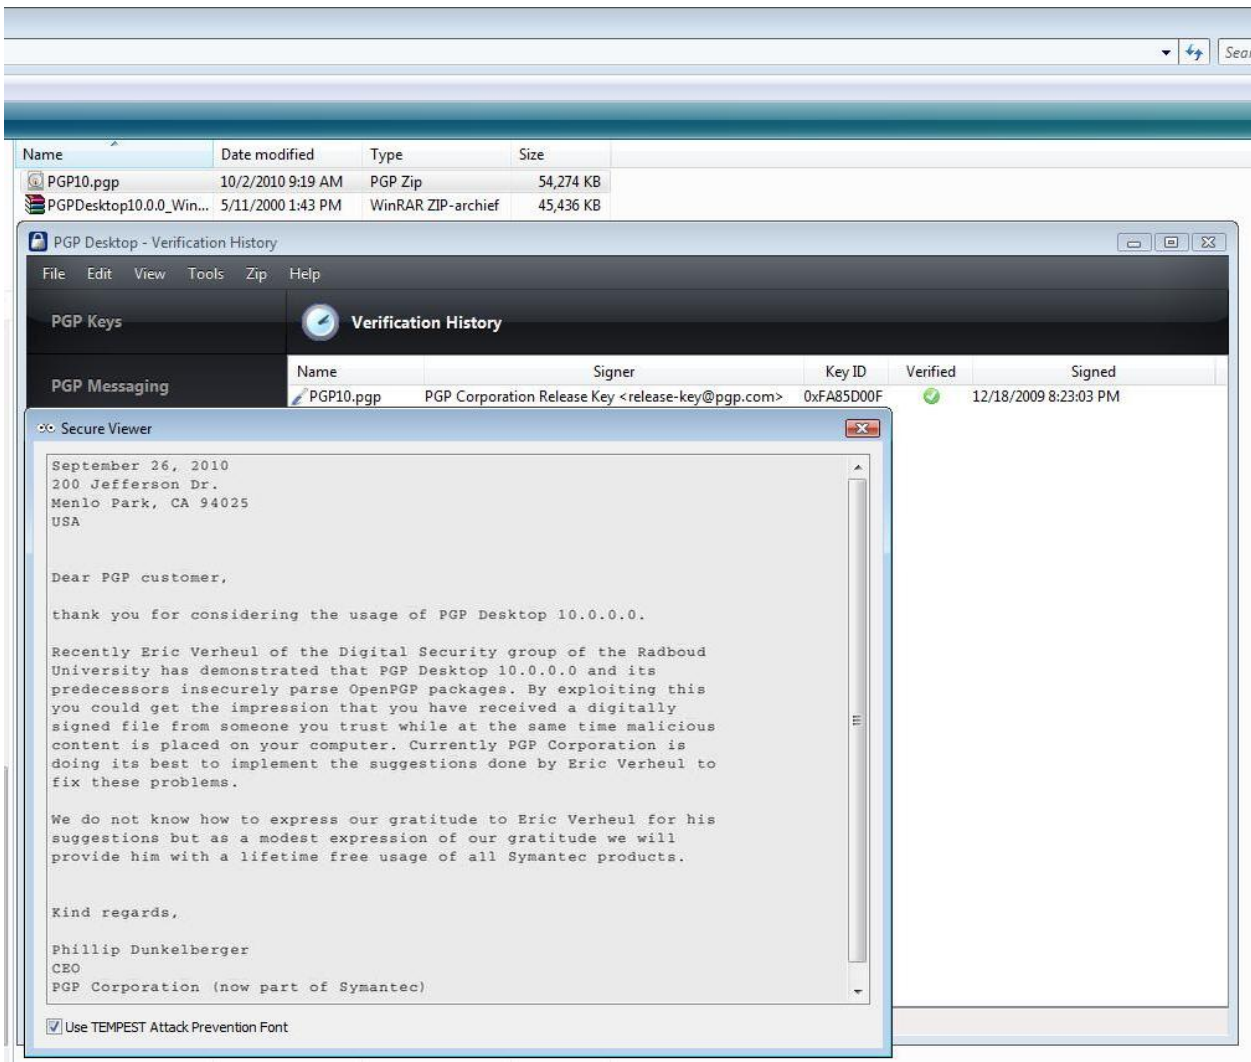 Sear
Name Date modified Type Size
PGP10.pgp 10/2/2010 9:19 AM PGP Zip 54,274 KB
PGPDesktop10.0.0_Win... 5/11/2000 1:43 PM WinRAR ZIP-archief 45,436 KB
PGP Desktop - Verification History
File Edit View Tools Zip Help
PGP Keys
Verification History
PGP Messaging
Name Signer Key ID Verified Signed
PGP10.pgp PGP Corporation Release Key <release-key@pgp.com> 0xFA85D00F 12/18/2009 8:23:03 PM
Secure Viewer
September 26, 2010
200 Jefferson Dr.
Menlo Park, CA 94025
USA
Dear PGP customer,
thank you for considering the usage of PGP Desktop 10.0.0.0.
Recently Eric Verheul of the Digital Security group of the Radboud
University has demonstrated that PGP Desktop 10.0.0.0 and its
predecessors insecurely parse OpenPGP packages. By exploiting this
you could get the impression that you have received a digitally
signed file from someone you trust while at the same time malicious
content is placed on your computer. Currently PGP Corporation is
doing its best to implement the suggestions done by Eric Verheul to
fix these problems.
We do not know how to express our gratitude to Eric Verheul for his
suggestions but as a modest expression of our gratitude we will
provide him with a lifetime free usage of all Symantec products.
Kind regards,
Phillip Dunkelberger
CEO
PGP Corporation (now part of Symantec)
Use TEMPEST Attack Prevention Font